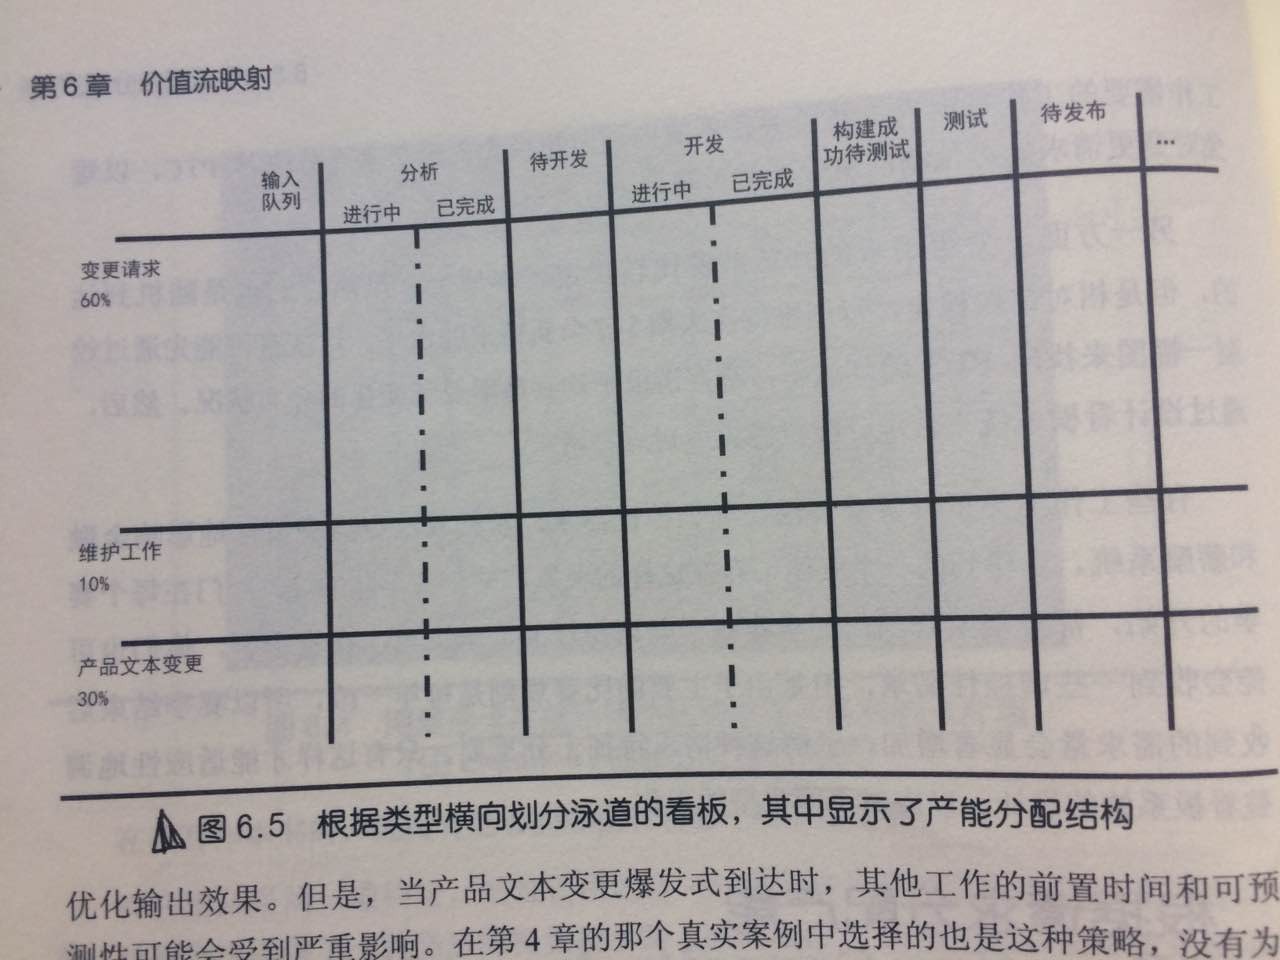 第6章 价值流映射
输入
队列
分析
进行中 已完成
待开发
开发
进行中 已完成
构建成
功待测试
测试
待发布
...
变更请求
60%
维护工作
10%
产品文本变更
30%
图6.5 根据类型横向划分泳道的看板，其中显示了产能分配结构
优化输出效果。但是，当产品文本变更爆发式到达时，其他工作的前置时间和可预
测性可能会受到严重影响。在第4章的那个真实案例中选择的也是这种策略，没有为